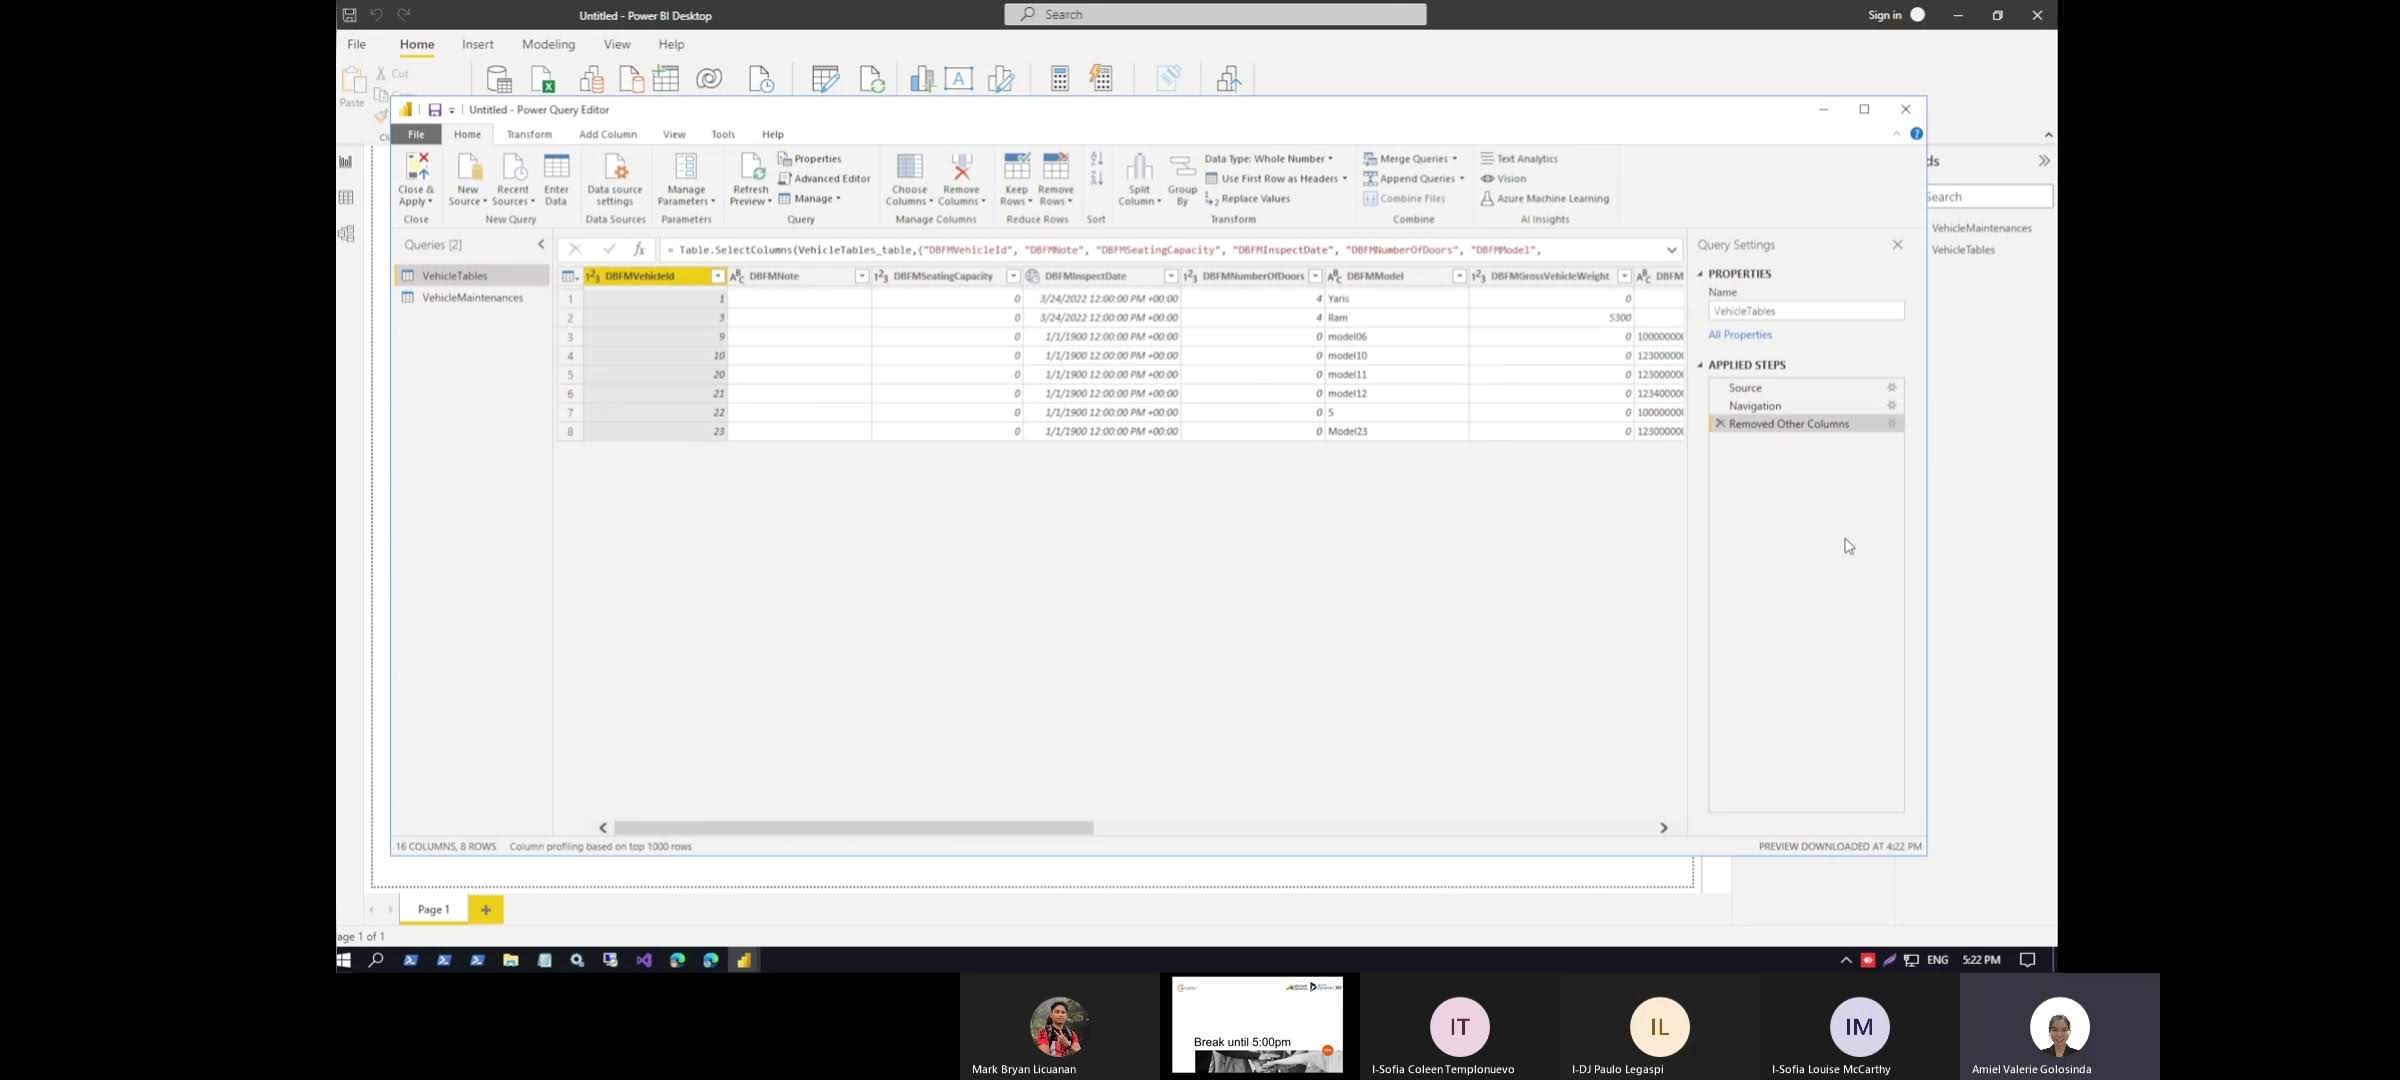 Untitled - Power BI Desktop
Search
Sign in
File Home Insert Modeling View Help
Cut
Paste
Untitled - Power Query Editor
File Home Transform Add Column View Tools Help
Close & Apply
New Source
Recent Sources
Enter Data
Data source settings
Manage Parameters
Refresh Preview
Properties
Advanced Editor
Manage
Choose Columns
Remove Columns
Keep Rows
Remove Rows
Split Column
Group By
Data Type: Whole Number
Use First Row as Headers
Replace Values
Merge Queries
Append Queries
Combine Files
Text Analytics
Vision
Azure Machine Learning
Close New Query Data Sources Parameters Query Manage Columns Reduce Rows Sort Transform Combine AI Insights
ds
Search
VehicleMaintenances
VehicleTables
Queries [2]
VehicleTables
VehicleMaintenances
= Table.SelectColumns(VehicleTables_table,{"DBFMVehicleId", "DBFMNote", "DBFMSeatingCapacity", "DBFMInspectDate", "DBFMNumberOfDoors", "DBFMModel",
DBFMVehicleId DBFMNote DBFMSeatingCapacity DBFMInspectDate DBFMNumberOfDoors DBFMModel DBFMGrossVehicleWeight DBFM
1 1 0 3/24/2022 12:00:00 PM +00:00 4 Yaris 0
2 3 0 3/24/2022 12:00:00 PM +00:00 4 Ram 5300
3 9 0 1/1/1900 12:00:00 PM +00:00 0 model06 0 10000000
4 10 0 1/1/1900 12:00:00 PM +00:00 0 model10 0 12300000
5 20 0 1/1/1900 12:00:00 PM +00:00 0 model11 0 12300000
6 21 0 1/1/1900 12:00:00 PM +00:00 0 model12 0 12340000
7 22 0 1/1/1900 12:00:00 PM +00:00 0 5 0 10000000
8 23 0 1/1/1900 12:00:00 PM +00:00 0 Model23 0 12300000
Query Settings
PROPERTIES
Name
VehicleTables
All Properties
APPLIED STEPS
Source
Navigation
Removed Other Columns
16 COLUMNS, 8 ROWS Column profiling based on top 1000 rows
PREVIEW DOWNLOADED AT 4:22 PM
Page 1
age 1 of 1
ENG 5:22 PM
Break until 5:00pm
IT IL IM
Mark Bryan Licuanan
I-Sofia Coleen Templonuevo
I-DJ Paulo Legaspi
I-Sofia Louise McCarthy
Amiel Valerie Golosinda